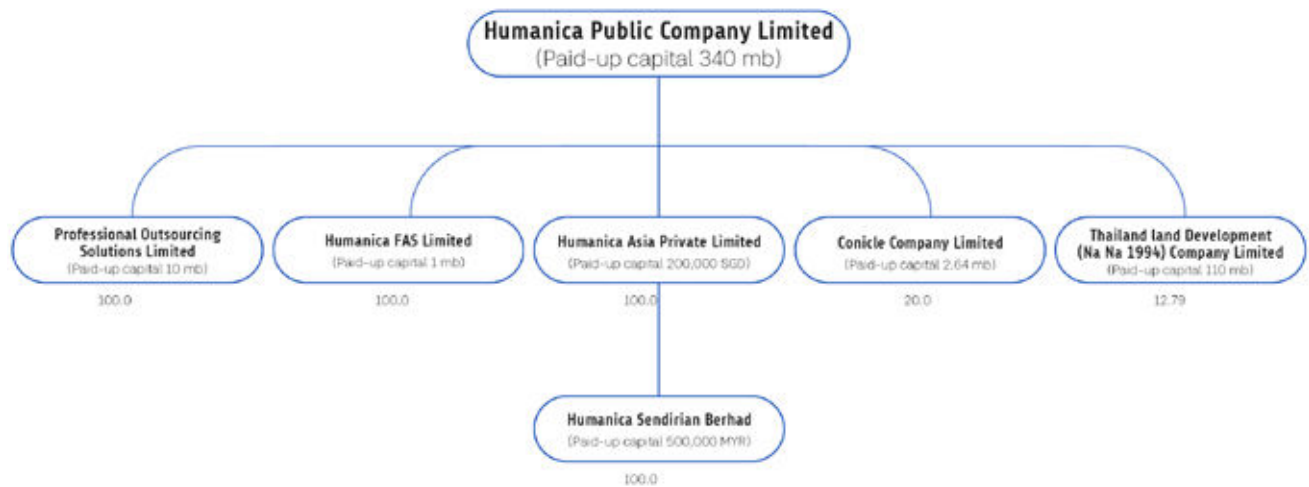 Humanica Public Company Limited
(Paid-up capital 340 mb)
Professional Outsourcing
Solutions Limited
(Paid-up capital 10 mb)
100.0
Humanica FAS Limited
(Paid-up capital 1 mb)
100.0
Humanica Asia Private Limited
(Paid-up capital 200,000 SGD)
100.0
Conicle Company Limited
(Paid-up capital 2.64 mb)
20.0
Thailand land Development
(Na Na 1994) Company Limited
(Paid-up capital 110 mb)
12.79
Humanica Sendirian Berhad
(Paid-up capital 500,000 MYR)
100.0